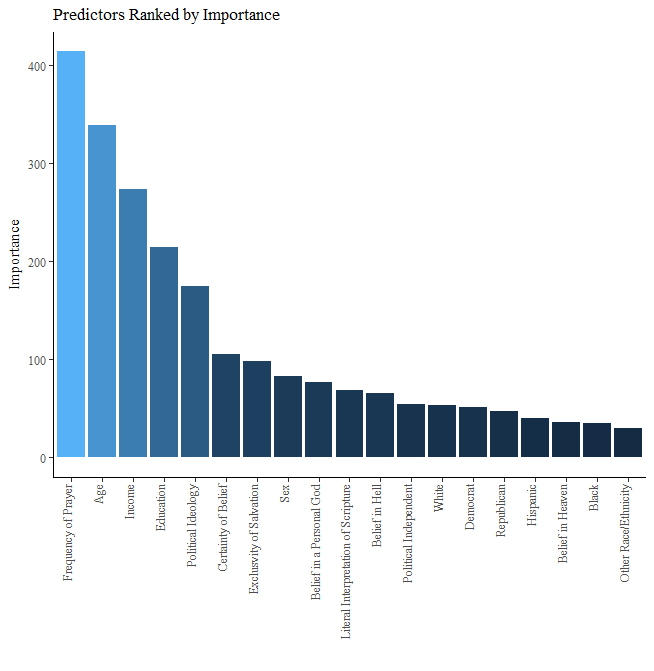 Predictors Ranked by Importance
Importance
400
300
200
100
0
Frequency of Prayer
Age
Income
Education
Political Ideology
Certainty of Belief
Exclusvity of Salvation
Sex
Belief in a Personal God
Literal Interpretation of Scripture
Belief in Hell
Political Independent
White
Democrat
Republican
Hispanic
Belief in Heaven
Black
Other Race/Ethnicity